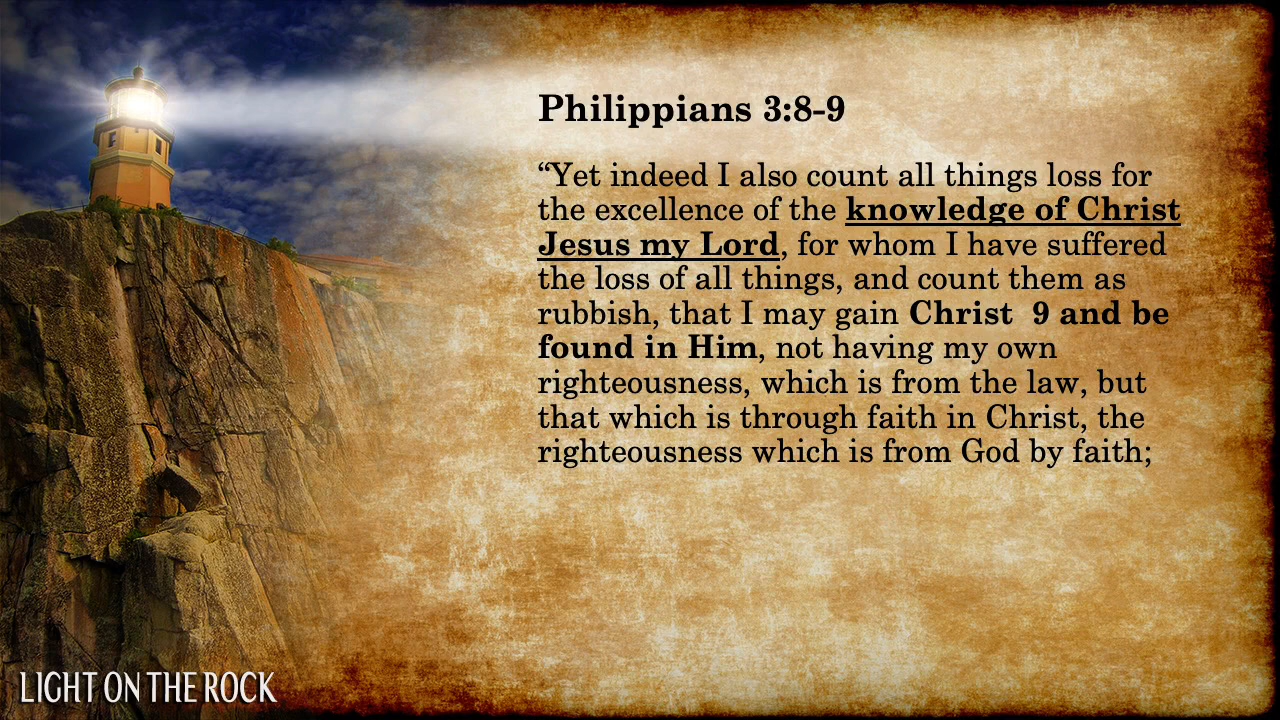 Philippians 3:8-9
“Yet indeed I also count all things loss for
the excellence of the knowledge of Christ
Jesus my Lord, for whom I have suffered
the loss of all things, and count them as
rubbish, that I may gain Christ  9 and be
found in Him, not having my own
righteousness, which is from the law, but
that which is through faith in Christ, the
righteousness which is from God by faith;
LIGHT ON THE ROCK